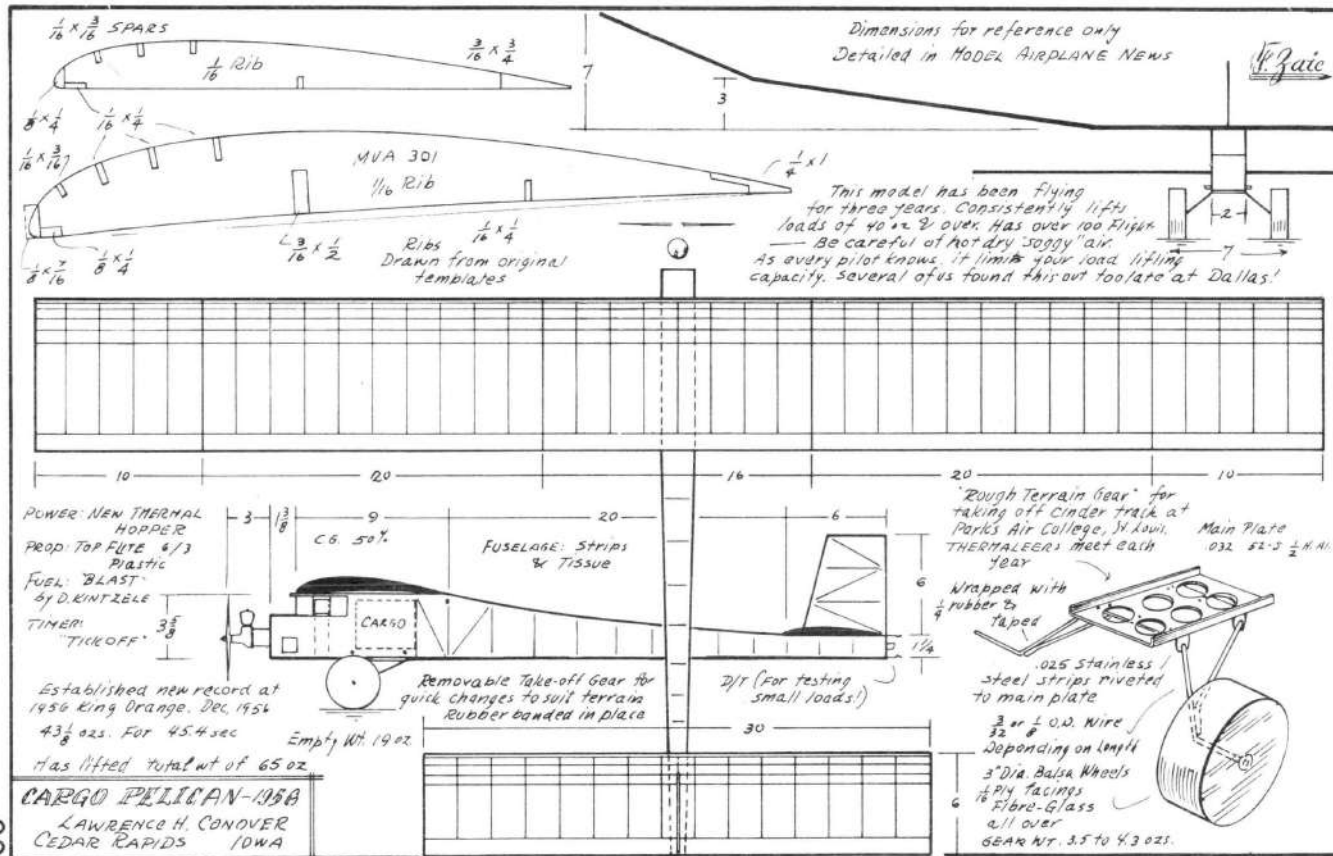 1/16 x 3/16 SPARS
1/16 Rib
3/16 x 3/4
1/8 x 1/4
1/16 x 1/4
1/16 x 3/16
MVA 301
1/16 Rib
1/4 x 1
1/8 x 7/16
1/8 x 1/4
3/16 x 1/2
1/16 x 1/4
Ribs
Drawn from original
templates
7
3
Dimensions for reference only
Detailed in MODEL AIRPLANE NEWS
F. Zaic
2
7
This model has been flying
for three years. Consistently lifts
loads of 40 oz & over. Has over 100 Flights
— Be careful of hot dry "soggy" air.
As every pilot knows, it limits your load lifting
capacity. Several of us found this out too late at Dallas!
10
20
16
20
10
POWER: NEW THERMAL
HOPPER
PROP: TOP FLITE 6/3
Plastic
FUEL: "BLAST"
by D. KINTZELE
TIMER:
"TICKOFF"
3
1 3/8
9
20
6
C.G. 50%
FUSELAGE: Strips
& Tissue
3 5/8
CARGO
6
1/4
1 1/4
Removable Take-off Gear for
quick changes to suit terrain
Rubber banded in place
D/T (For testing
small loads!)
Established new record at
1956 King Orange, Dec, 1956
43 1/8 ozs. For 45.4 sec
Has lifted total wt of 65 oz
Empty Wt. 19 oz
30
6
"Rough Terrain Gear" for
taking off cinder track at
Park's Air College, St Louis.
THERMALEERS meet each
year
Main Plate
.032 52-S 1/2 H. Al.
Wrapped with
rubber &
taped
.025 Stainless
Steel strips riveted
to main plate
3/32 or 1/8 O.D. Wire
Depending on Length
3" Dia. Balsa Wheels
1/16 Ply facings
Fibre-Glass
all over
GEAR WT. 3.5 to 4.3 ozs.
CARGO PELICAN-1958
LAWRENCE H. CONOVER
CEDAR RAPIDS IOWA